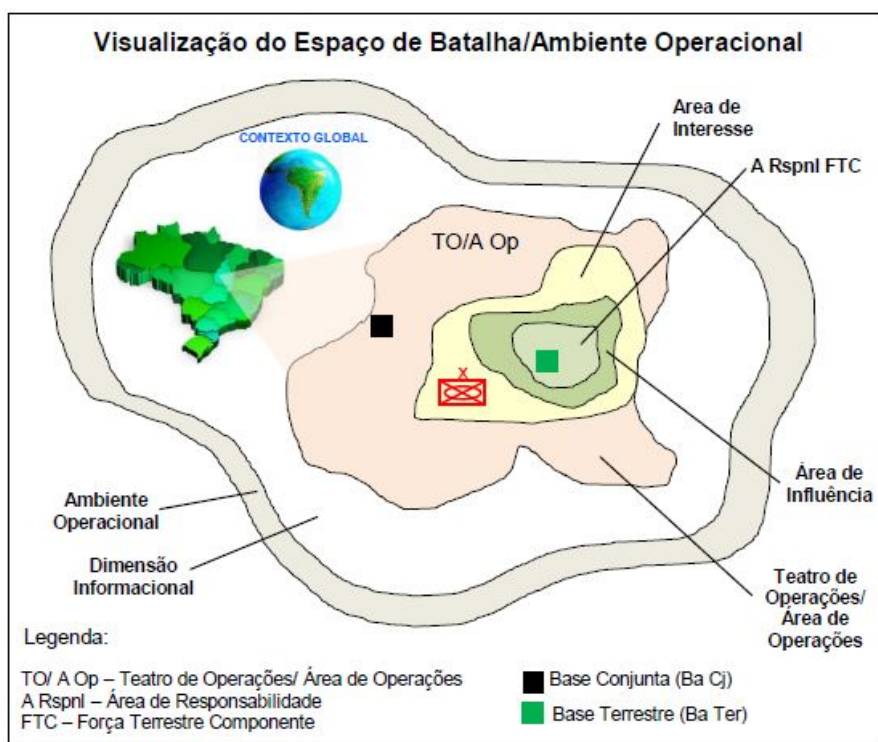 Visualização do Espaço de Batalha/Ambiente Operacional
CONTEXTO GLOBAL
Area de
Interesse
A Rspnl FTC
TO/A Op
X
Ambiente
Operacional
Dimensão
Informacional
Área de
Influência
Teatro de
Operações/
Área de
Operações
Legenda:
TO/ A Op – Teatro de Operações/ Área de Operações
A Rspnl – Área de Responsabilidade
FTC – Força Terrestre Componente
Base Conjunta (Ba Cj)
Base Terrestre (Ba Ter)